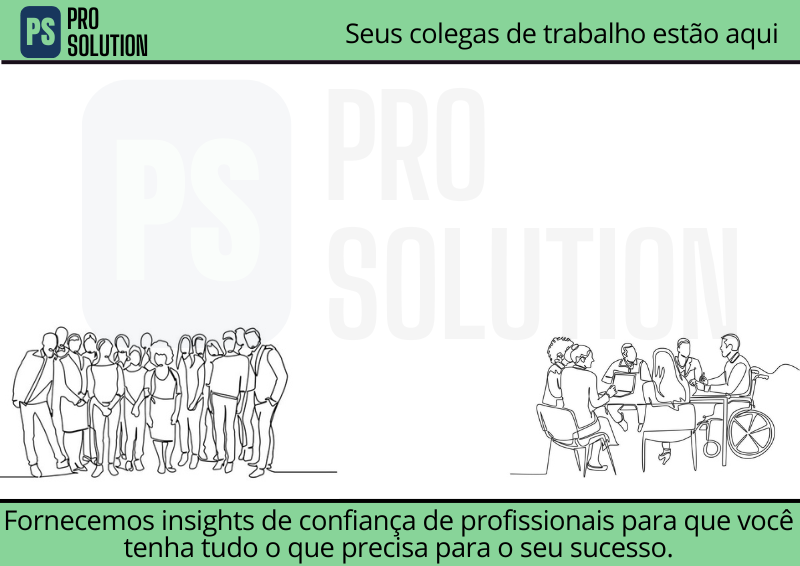 PS
PRO
SOLUTION
Seus colegas de trabalho estão aqui
PS
PRO
SOLUTION
Fornecemos insights de confiança de profissionais para que você
tenha tudo o que precisa para o seu sucesso.